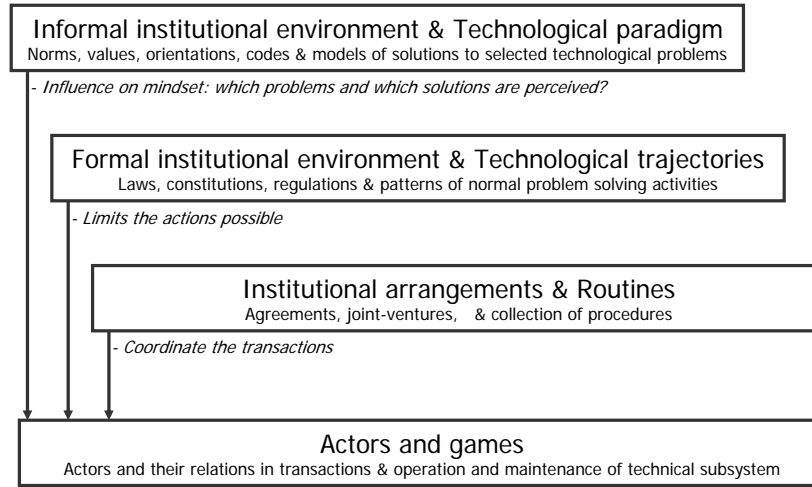 Informal institutional environment & Technological paradigm
Norms, values, orientations, codes & models of solutions to selected technological problems
- Influence on mindset: which problems and which solutions are perceived?
Formal institutional environment & Technological trajectories
Laws, constitutions, regulations & patterns of normal problem solving activities
- Limits the actions possible
Institutional arrangements & Routines
Agreements, joint-ventures, & collection of procedures
- Coordinate the transactions
Actors and games
Actors and their relations in transactions & operation and maintenance of technical subsystem